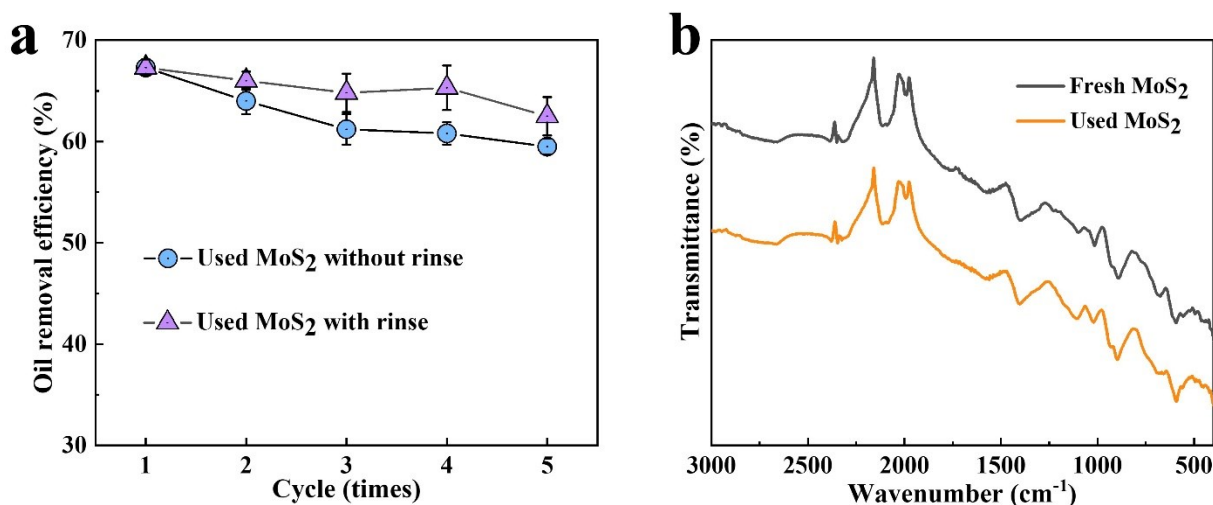 a
Oil removal efficiency (%)
70
60
50
40
30
Used MoS2 without rinse
Used MoS2 with rinse
1 2 3 4 5
Cycle (times)
b
Transmittance (%)
Fresh MoS2
Used MoS2
3000 2500 2000 1500 1000 500
Wavenumber (cm-1)